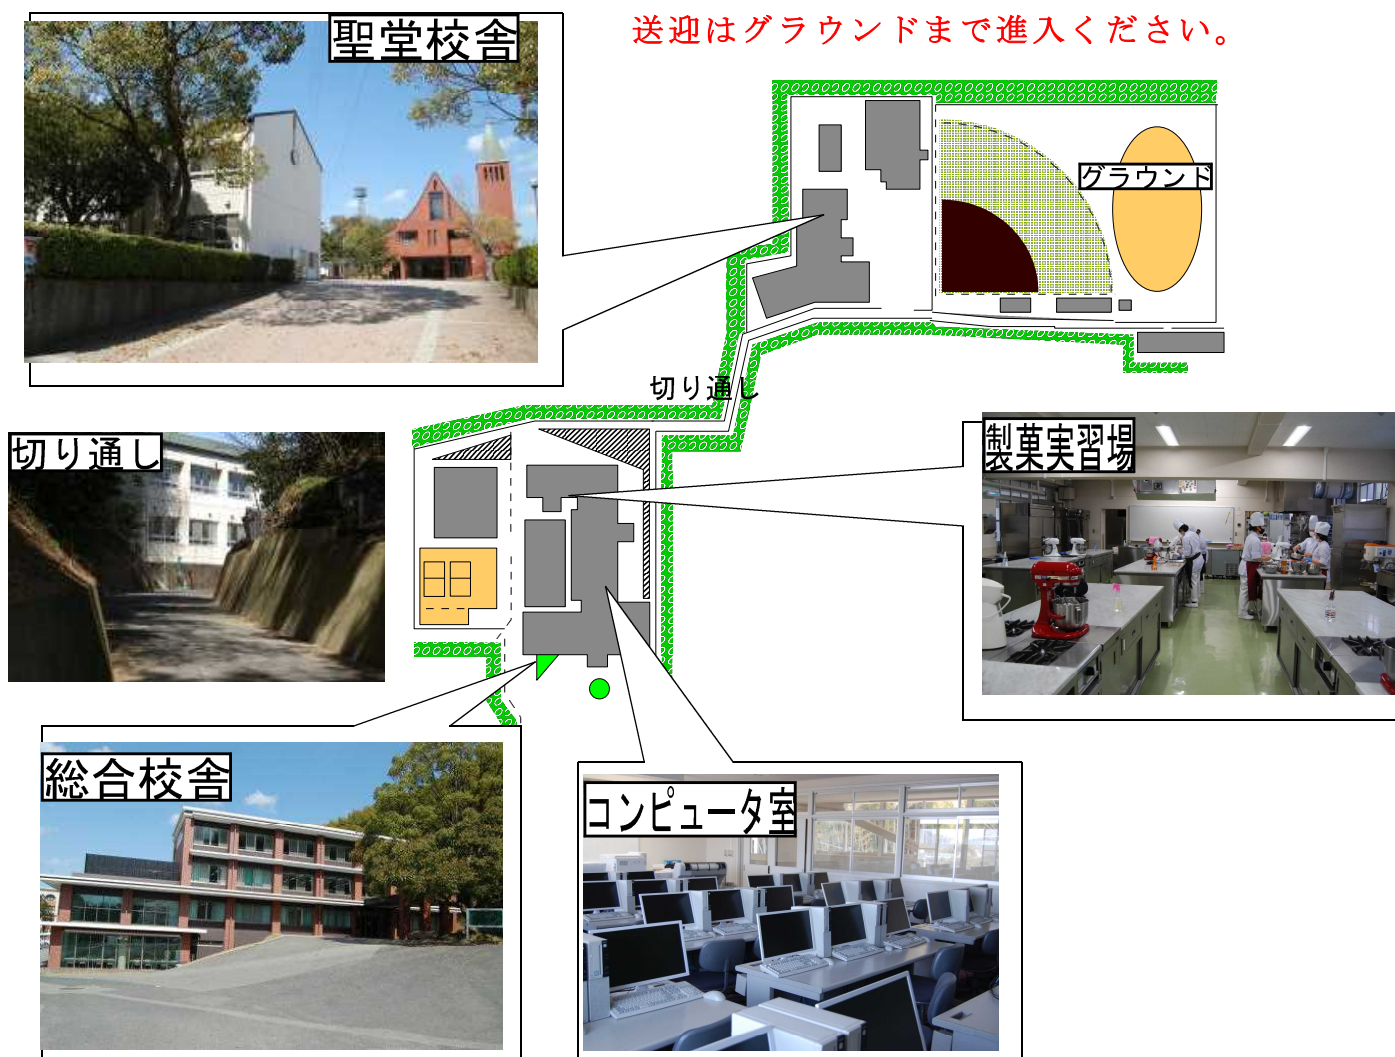 聖堂校舎
送迎はグラウンドまで進入ください。
グラウンド
切り通し
切り通し
製菓実習場
総合校舎
コンピュータ室